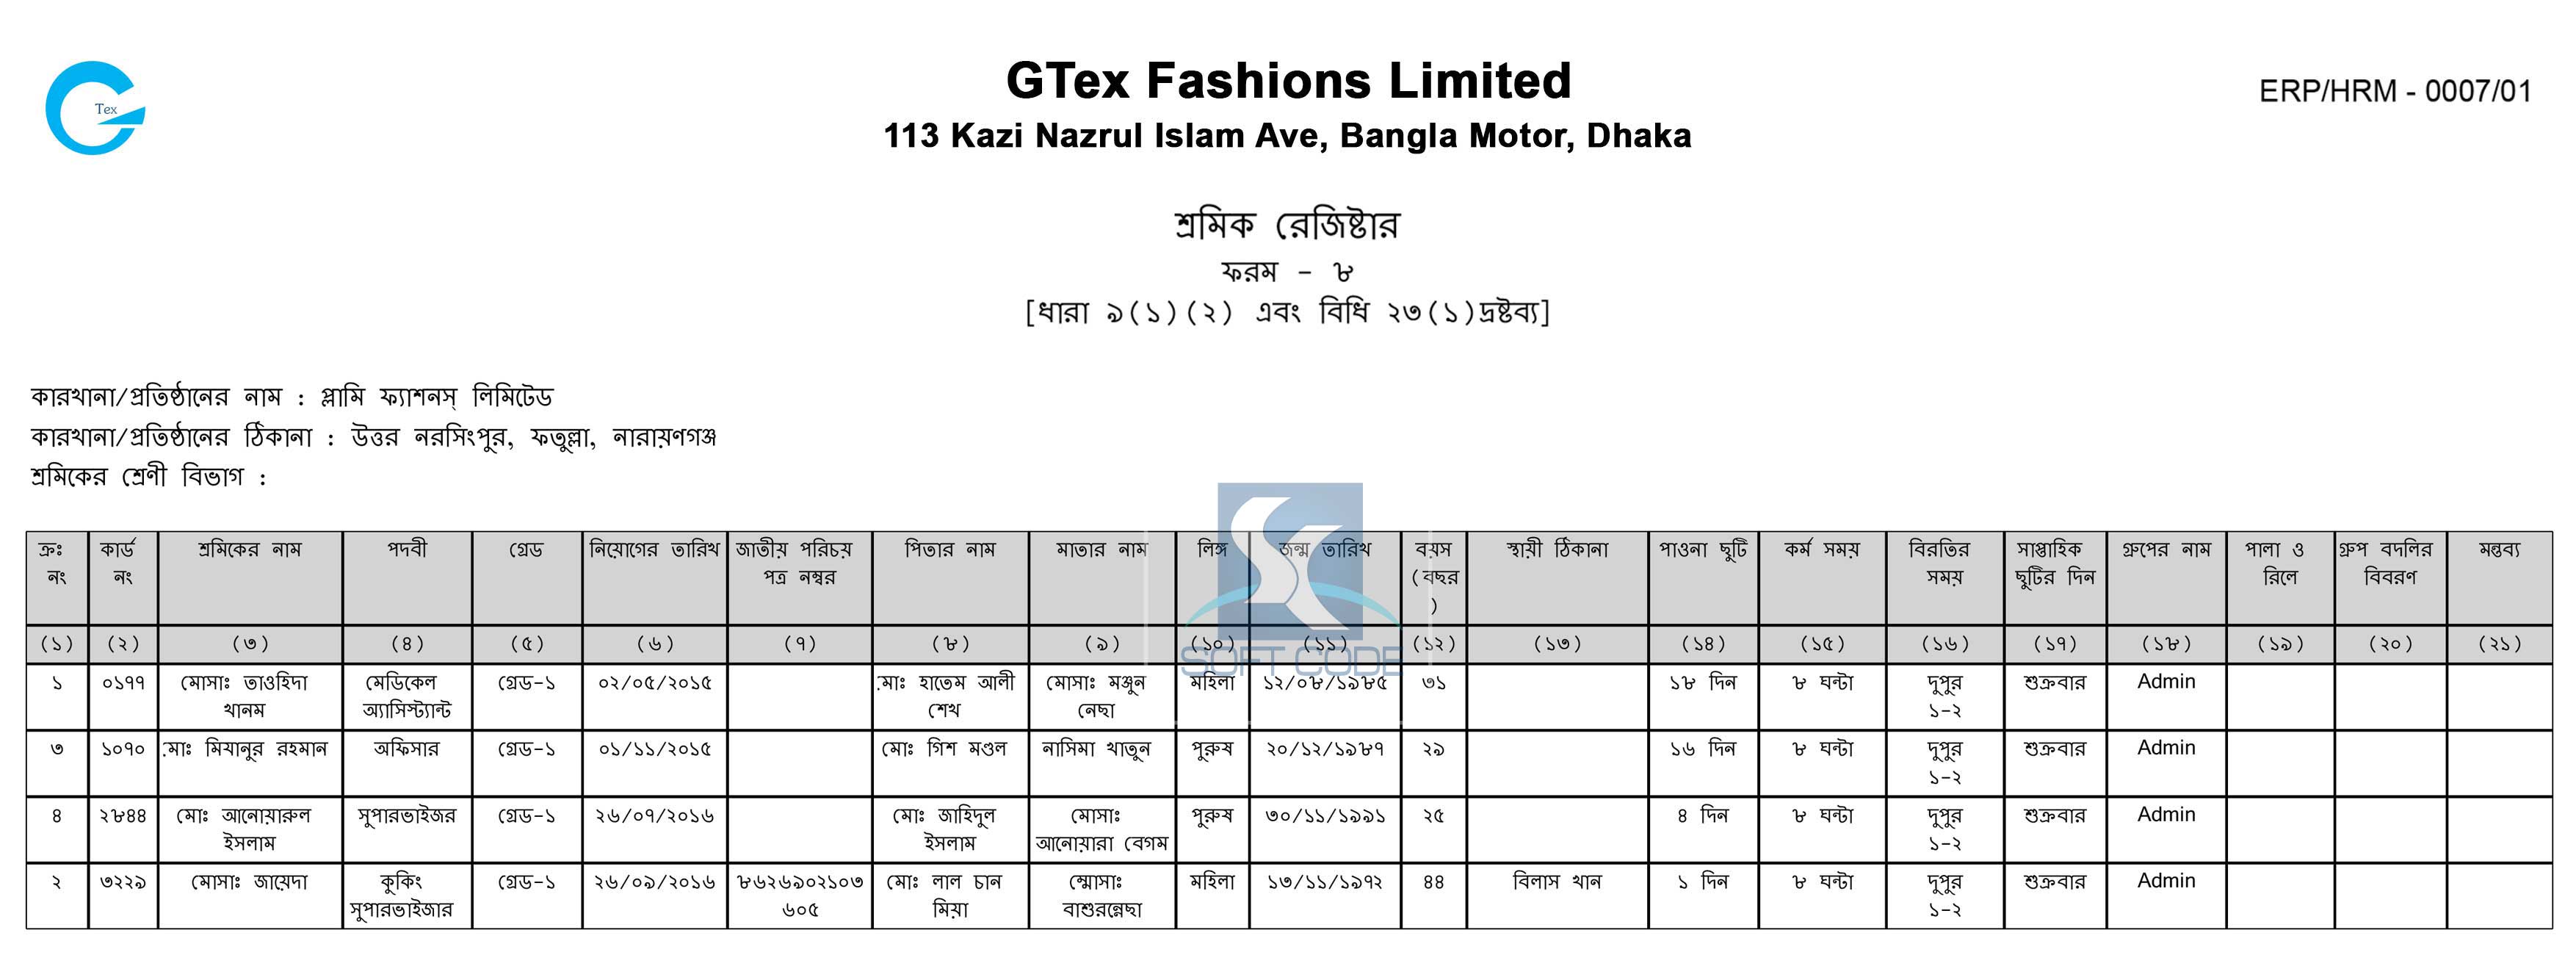 Tex
GTex Fashions Limited
ERP/HRM - 0007/01
113 Kazi Nazrul Islam Ave, Bangla Motor, Dhaka
শ্রমিক রেজিষ্টার
ফরম - ৮
[ধারা ৯(১)(২) এবং বিধি ২৩(১)দ্রষ্টব্য]
কারখানা/প্রতিষ্ঠানের নাম : প্লামি ফ্যাশনস্ লিমিটেড
কারখানা/প্রতিষ্ঠানের ঠিকানা : উত্তর নরসিংপুর, ফতুল্লা, নারায়ণগঞ্জ
শ্রমিকের শ্রেণী বিভাগ :
ক্রঃ কার্ড শ্রমিকের নাম পদবী গ্রেড নিয়োগের তারিখ জাতীয় পরিচয় পিতার নাম মাতার নাম লিঙ্গ জন্ম তারিখ বয়স স্থায়ী ঠিকানা পাওনা ছুটি কর্ম সময় বিরতির সাপ্তাহিক গ্রুপের নাম পালা ও গ্রুপ বদলির মন্তব্য
নং নং পত্র নম্বর (বছর সময় ছুটির দিন রিলে বিবরণ
)
(১) (২) (৩) (৪) (৫) (৬) (৭) (৮) (৯) (১০) (১১) (১২) (১৩) (১৪) (১৫) (১৬) (১৭) (১৮) (১৯) (২০) (২১)
SOFT CODE
১ ০১৭৭ মোসাঃ তাওহিদা মেডিকেল গ্রেড-১ ০২/০৫/২০১৫ মোঃ হাতেম আলী মোসাঃ মঞ্জুন মহিলা ১২/০৮/১৯৮৫ ৩১ ১৮ দিন ৮ ঘন্টা দুপুর শুক্রবার Admin
খানম অ্যাসিস্ট্যান্ট শেখ নেছা ১-২
৩ ১০৭০ মোঃ মিযানুর রহমান অফিসার গ্রেড-১ ০১/১১/২০১৫ মোঃ গিশ মণ্ডল নাসিমা খাতুন পুরুষ ২০/১২/১৯৮৭ ২৯ ১৬ দিন ৮ ঘন্টা দুপুর শুক্রবার Admin
১-২
৪ ২৮৪৪ মোঃ আনোয়ারুল সুপারভাইজর গ্রেড-১ ২৬/০৭/২০১৬ মোঃ জাহিদুল মোসাঃ পুরুষ ৩০/১১/১৯৯১ ২৫ ৪ দিন ৮ ঘন্টা দুপুর শুক্রবার Admin
ইসলাম ইসলাম আনোয়ারা বেগম ১-২
২ ৩২২৯ মোসাঃ জায়েদা কুকিং গ্রেড-১ ২৬/০৯/২০১৬ ৮৬২৬৯০২১০৩ মোঃ লাল চান মোসাঃ মহিলা ১৩/১১/১৯৭২ ৪৪ বিলাস খান ১ দিন ৮ ঘন্টা দুপুর শুক্রবার Admin
সুপারভাইজার ৬০৫ মিয়া বাশুরন্নেছা ১-২